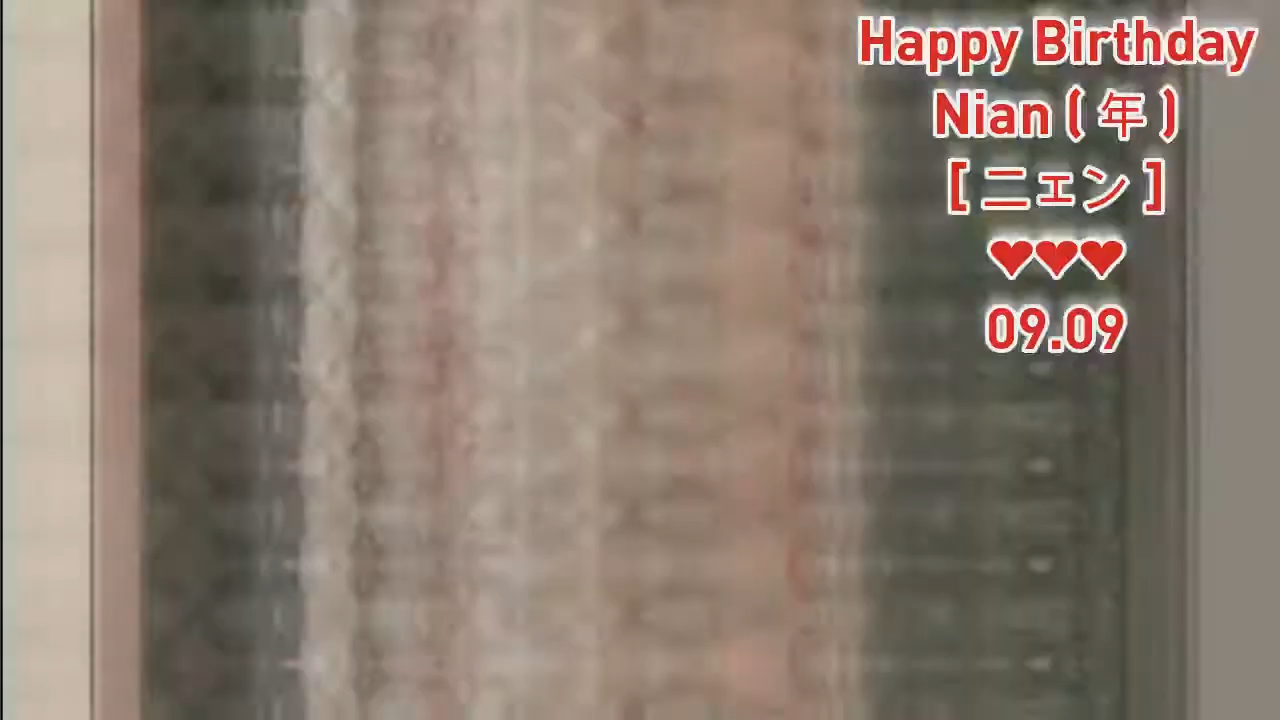 Happy Birthday
Nian ( 年 )
[ ニェン ]
❤❤❤
09.09